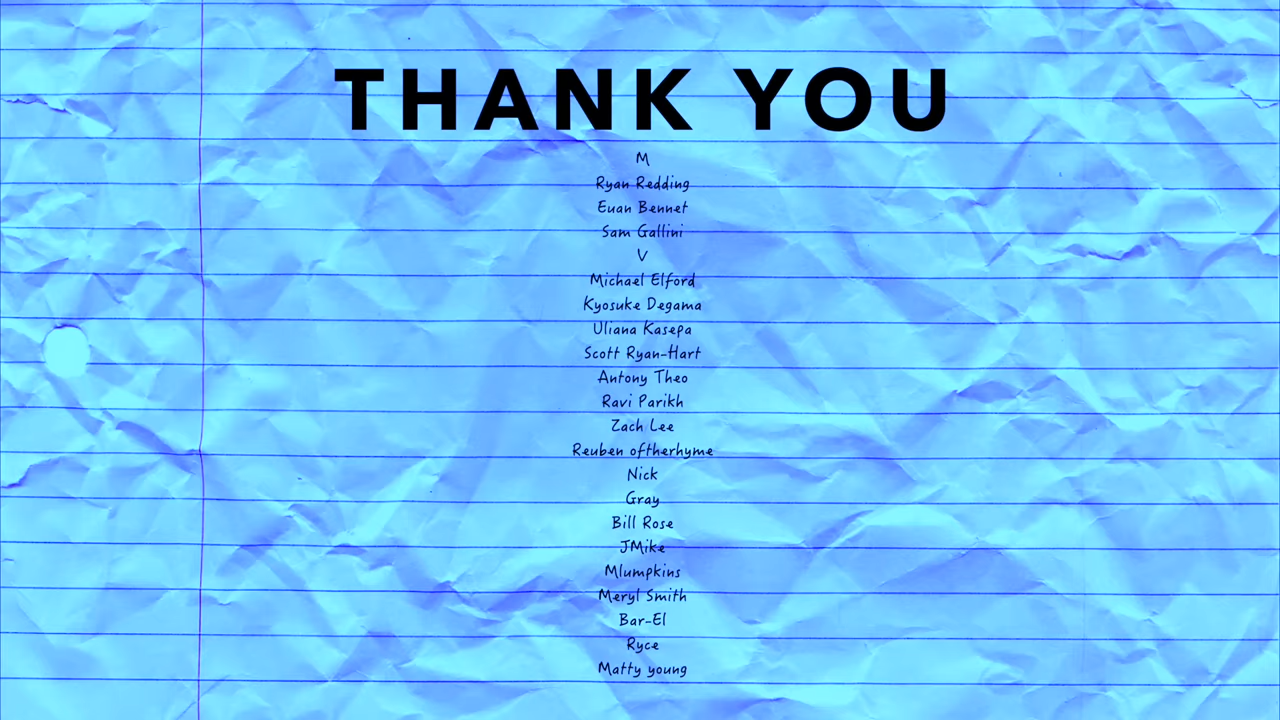 THANK YOU
M
Ryan Redding
Euan Bennet
Sam Gallini
V
Michael Elford
Kyosuke Degama
Uliana Kasepa
Scott Ryan-Hart
Antony Theo
Ravi Parikh
Zach Lee
Reuben oftherhyme
Nick
Gray
Bill Rose
JMike
Mlumpkins
Meryl Smith
Bar-El
Ryce
Matty young